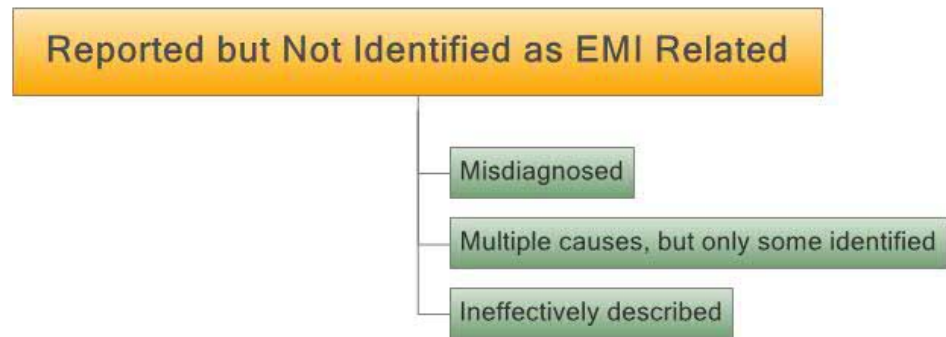 Reported but Not Identified as EMI Related
Misdiagnosed
Multiple causes, but only some identified
Ineffectively described